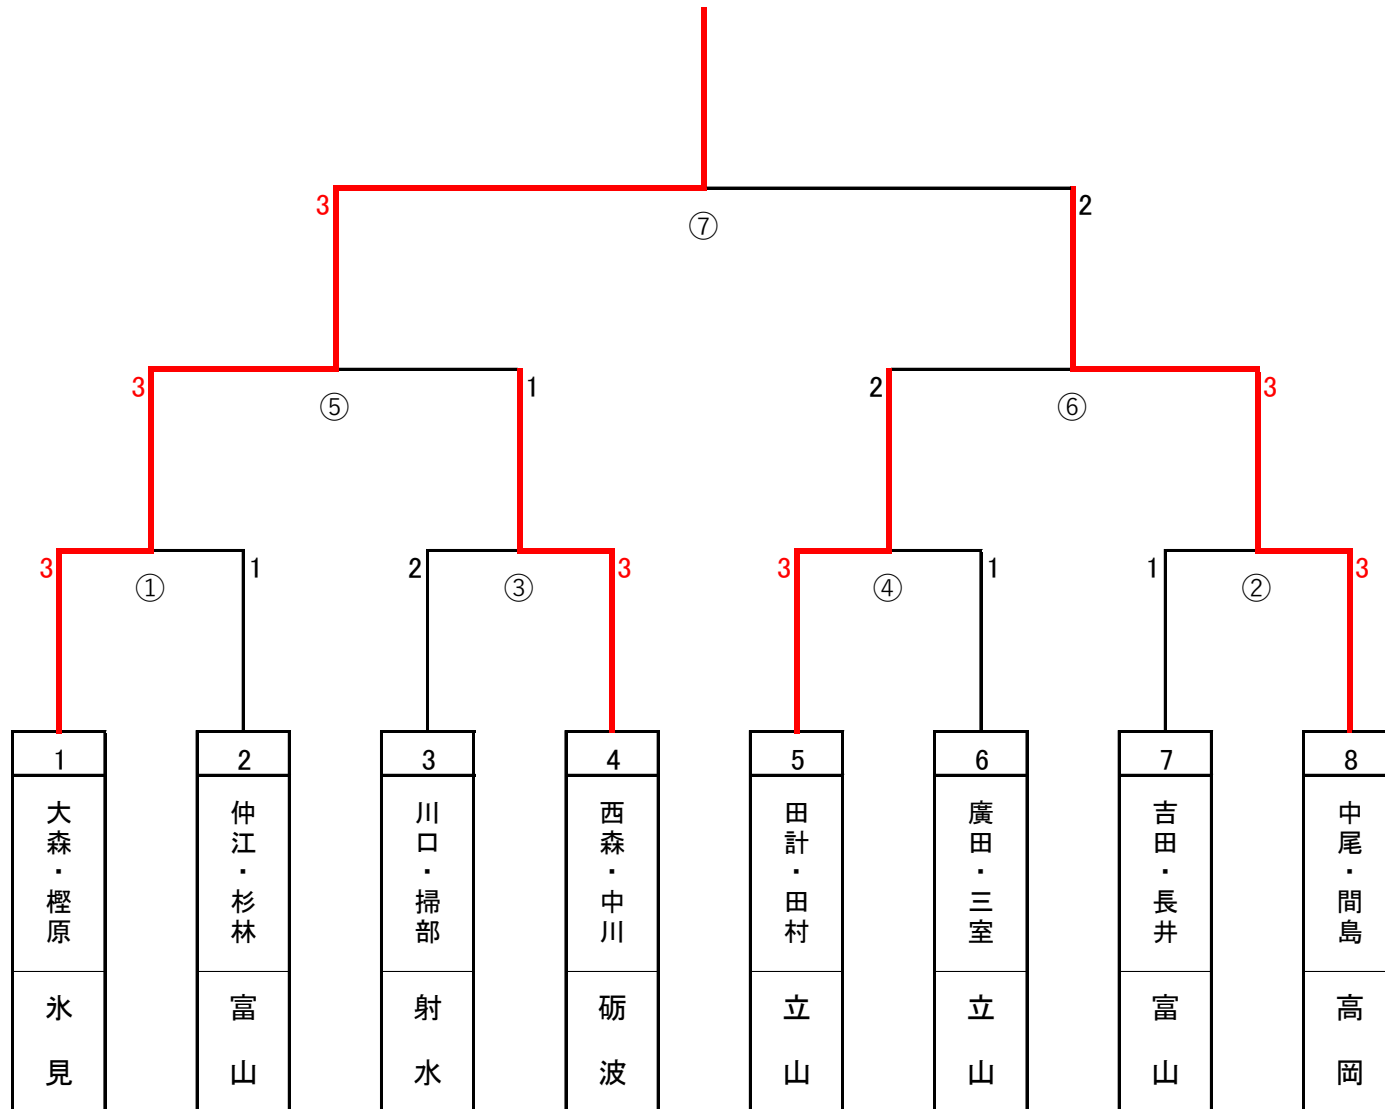 3
⑦
2
3
⑤
1
2
⑥
3
3
①
1
2
③
3
3
④
1
1
②
3
1
2
3
4
5
6
7
8
大森・樫原
仲江・杉林
川口・掃部
西森・中川
田計・田村
廣田・三室
吉田・長井
中尾・間島
氷見
富山
射水
砺波
立山
立山
富山
高岡